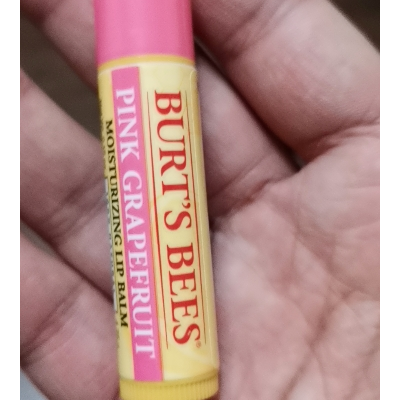 BURT'S BEES®
PINK GRAPEFRUIT
MOISTURIZING LIP BALM